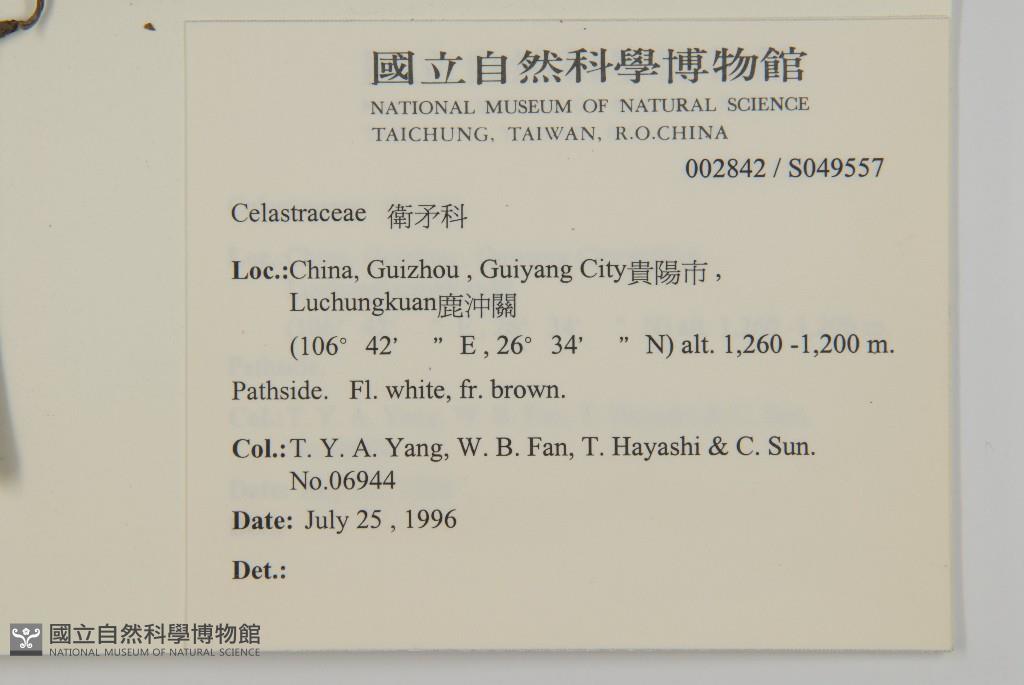 國立自然科學博物館
NATIONAL MUSEUM OF NATURAL SCIENCE
TAICHUNG, TAIWAN, R.O.CHINA
002842 / S049557
Celastraceae 衛矛科
Loc.:China, Guizhou , Guiyang City貴陽市 ,
Luchungkuan鹿沖關
(106° 42’ ” E , 26° 34’ ” N) alt. 1,260 -1,200 m.
Pathside. Fl. white, fr. brown.
Col.:T. Y. A. Yang, W. B. Fan, T. Hayashi & C. Sun.
No.06944
Date: July 25 , 1996
Det.:
國立自然科學博物館
NATIONAL MUSEUM OF NATURAL SCIENCE